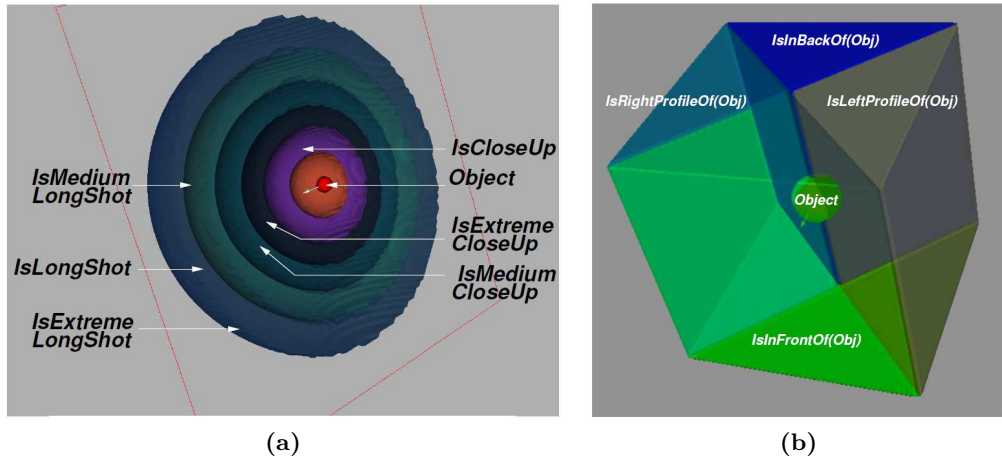 IsCloseUp
Object
IsMedium
LongShot
IsExtreme
CloseUp
IsLongShot
IsMedium
CloseUp
IsExtreme
LongShot
(a)
IsInBackOf(Obj)
IsRightProfileOf(Obj)
IsLeftProfileOf(Obj)
Object
IsInFrontOf(Obj)
(b)